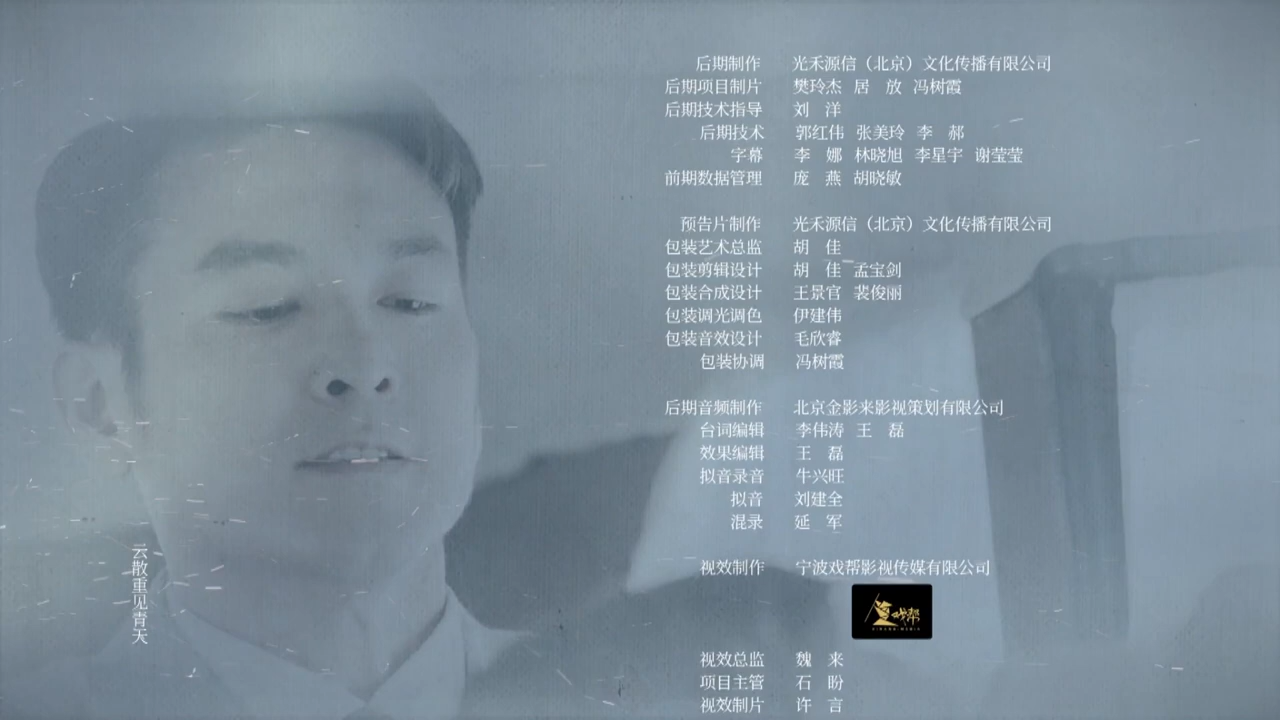 后期制作 光禾源信（北京）文化传播有限公司
后期项目制片 樊玲杰 居 放 冯树霞
后期技术指导 刘 洋
后期技术 郭红伟 张美玲 李 郝
字幕 李 娜 林晓旭 李星宇 谢莹莹
前期数据管理 庞 燕 胡晓敏
预告片制作 光禾源信（北京）文化传播有限公司
包装艺术总监 胡 佳
包装剪辑设计 胡 佳 孟宝剑
包装合成设计 王景官 裴俊丽
包装调光调色 伊建伟
包装音效设计 毛欣睿
包装协调 冯树霞
后期音频制作 北京金影来影视策划有限公司
台词编辑 李伟涛 王 磊
效果编辑 王 磊
拟音录音 牛兴旺
拟音 刘建全
混录 延 军
视效制作 宁波戏帮影视传媒有限公司
戏帮
视效总监 魏 来
项目主管 石 盼
视效制片 许 言
云散重见青天